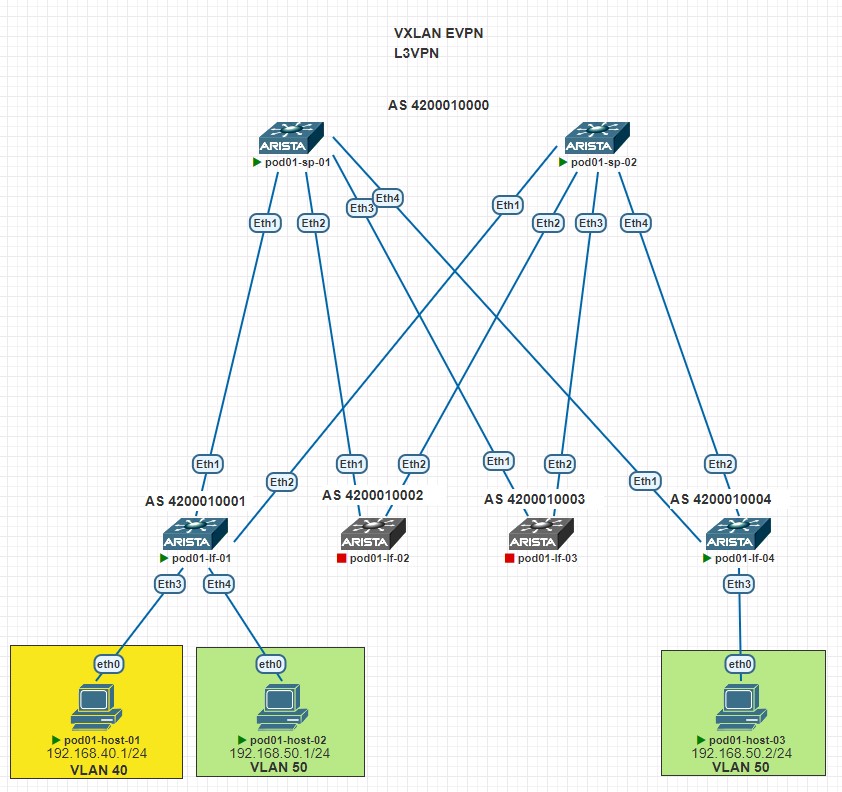 VXLAN EVPN
L3VPN
AS 4200010000
ARISTA
ARISTA
pod01-sp-01
pod01-sp-02
Eth1
Eth2
Eth3
Eth4
Eth1
Eth2
Eth3
Eth4
Eth1
Eth2
Eth1
Eth2
Eth1
Eth2
Eth1
Eth2
AS 4200010001
AS 4200010002
AS 4200010003
AS 4200010004
ARISTA
ARISTA
ARISTA
ARISTA
pod01-lf-01
pod01-lf-02
pod01-lf-03
pod01-lf-04
Eth3
Eth4
Eth3
eth0
eth0
eth0
pod01-host-01
192.168.40.1/24
VLAN 40
pod01-host-02
192.168.50.1/24
VLAN 50
pod01-host-03
192.168.50.2/24
VLAN 50